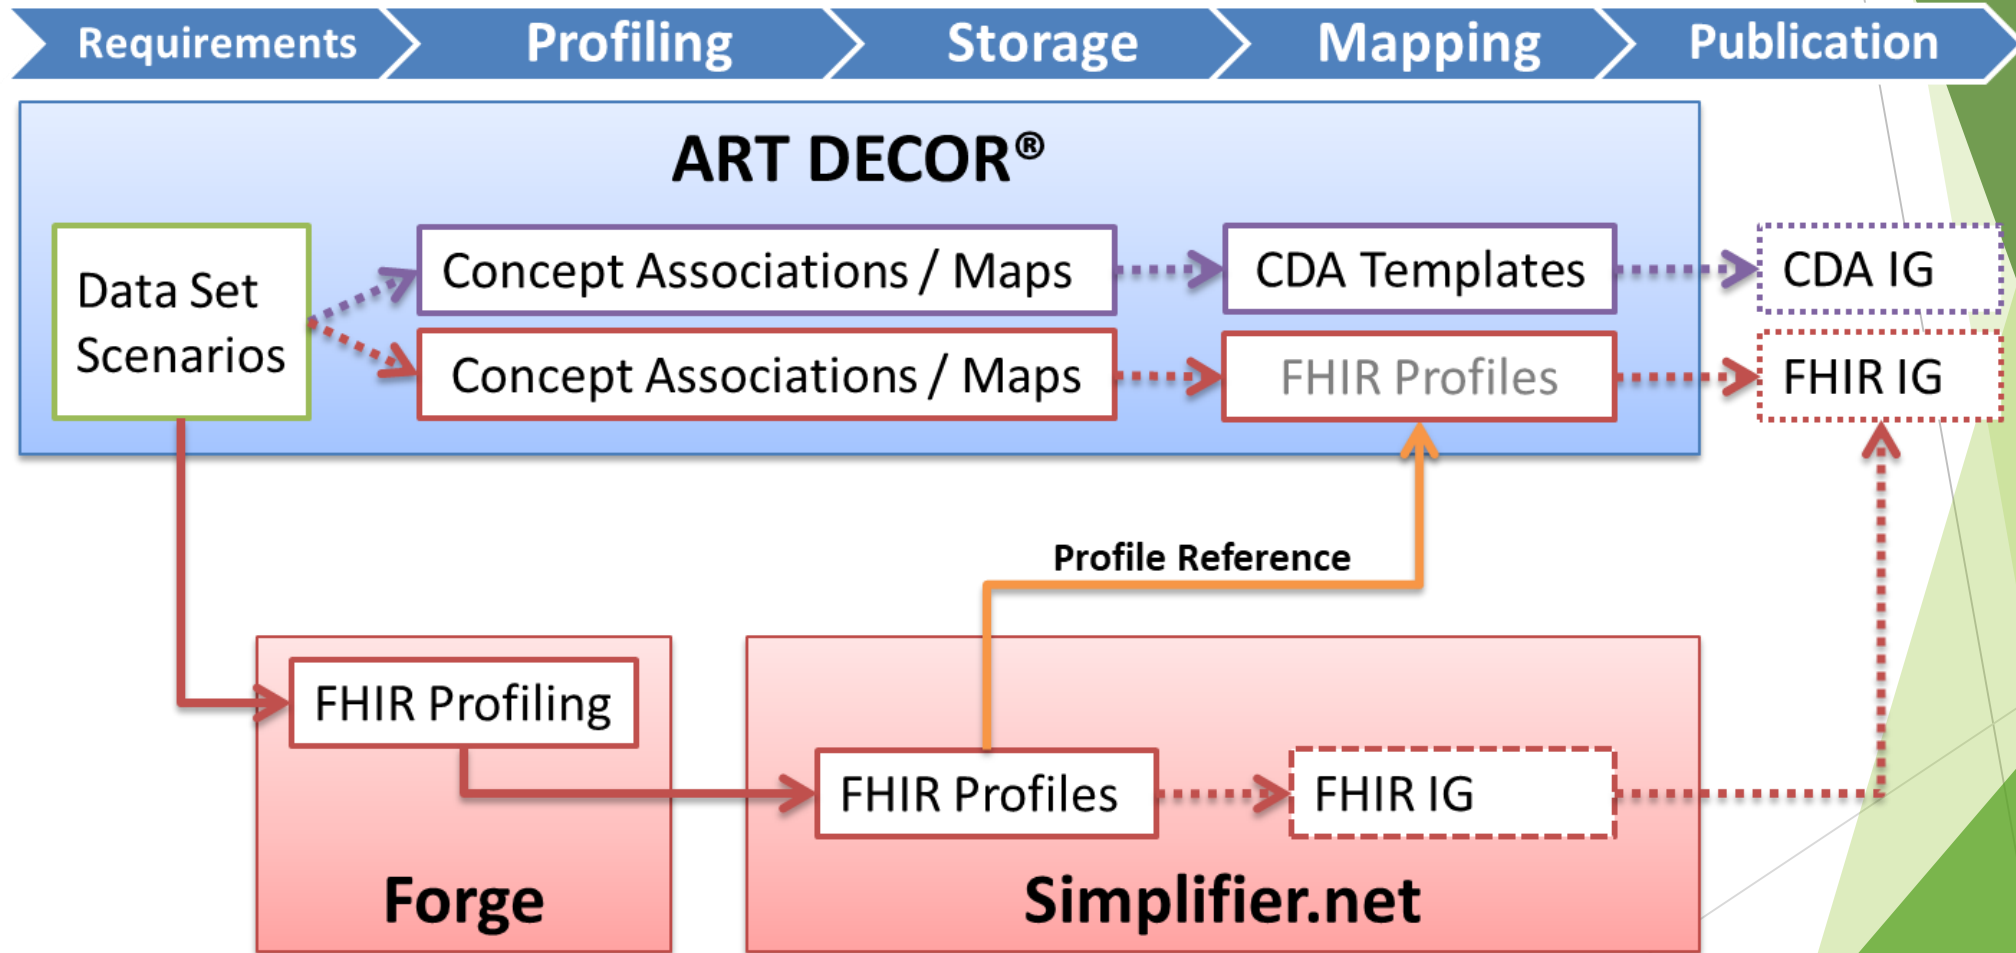 Requirements
Profiling
Storage
Mapping
Publication
ART DECOR®
Data Set
Scenarios
Concept Associations / Maps
CDA Templates
CDA IG
Concept Associations / Maps
FHIR Profiles
FHIR IG
Profile Reference
FHIR Profiling
FHIR Profiles
FHIR IG
Forge
Simplifier.net